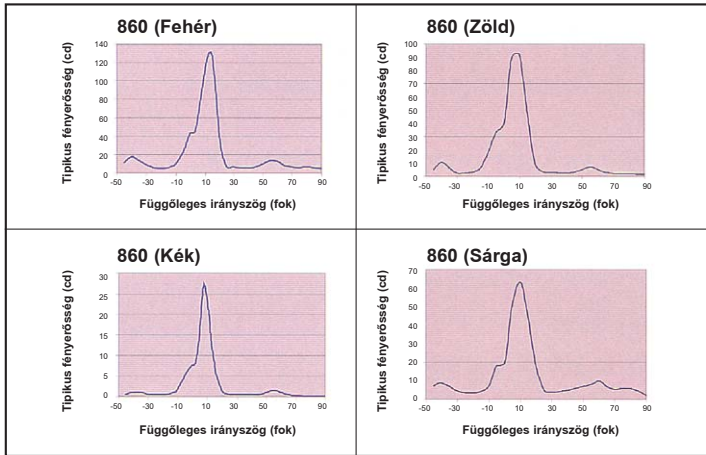 860 (Fehér)
Tipikus fényerősség (cd)
140
120
100
80
60
40
20
0
-50 -30 -10 10 30 50 70 90
Függőleges irányszög (fok)
860 (Zöld)
Tipikus fényerősség (cd)
100
90
80
70
60
50
40
30
20
10
0
-50 -30 -10 10 30 50 70 90
Függőleges irányszög (fok)
860 (Kék)
Tipikus fényerősség (cd)
30
25
20
15
10
5
0
-50 -30 -10 10 30 50 70 90
Függőleges irányszög (fok)
860 (Sárga)
Tipikus fényerősség (cd)
70
60
50
40
30
20
10
0
-50 -30 -10 10 30 50 70 90
Függőleges irányszög (fok)